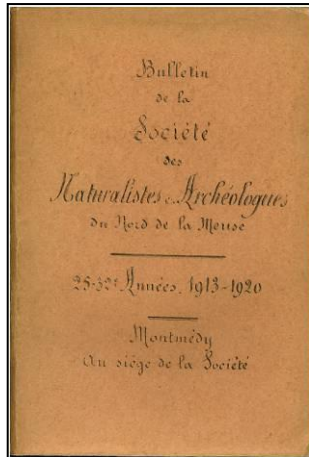 Bulletin
de la
Société
des
Naturalistes & Archéologues
du Nord de la Meuse
25-32e Années, 1913-1920
Montmédy
Au siège de la Société